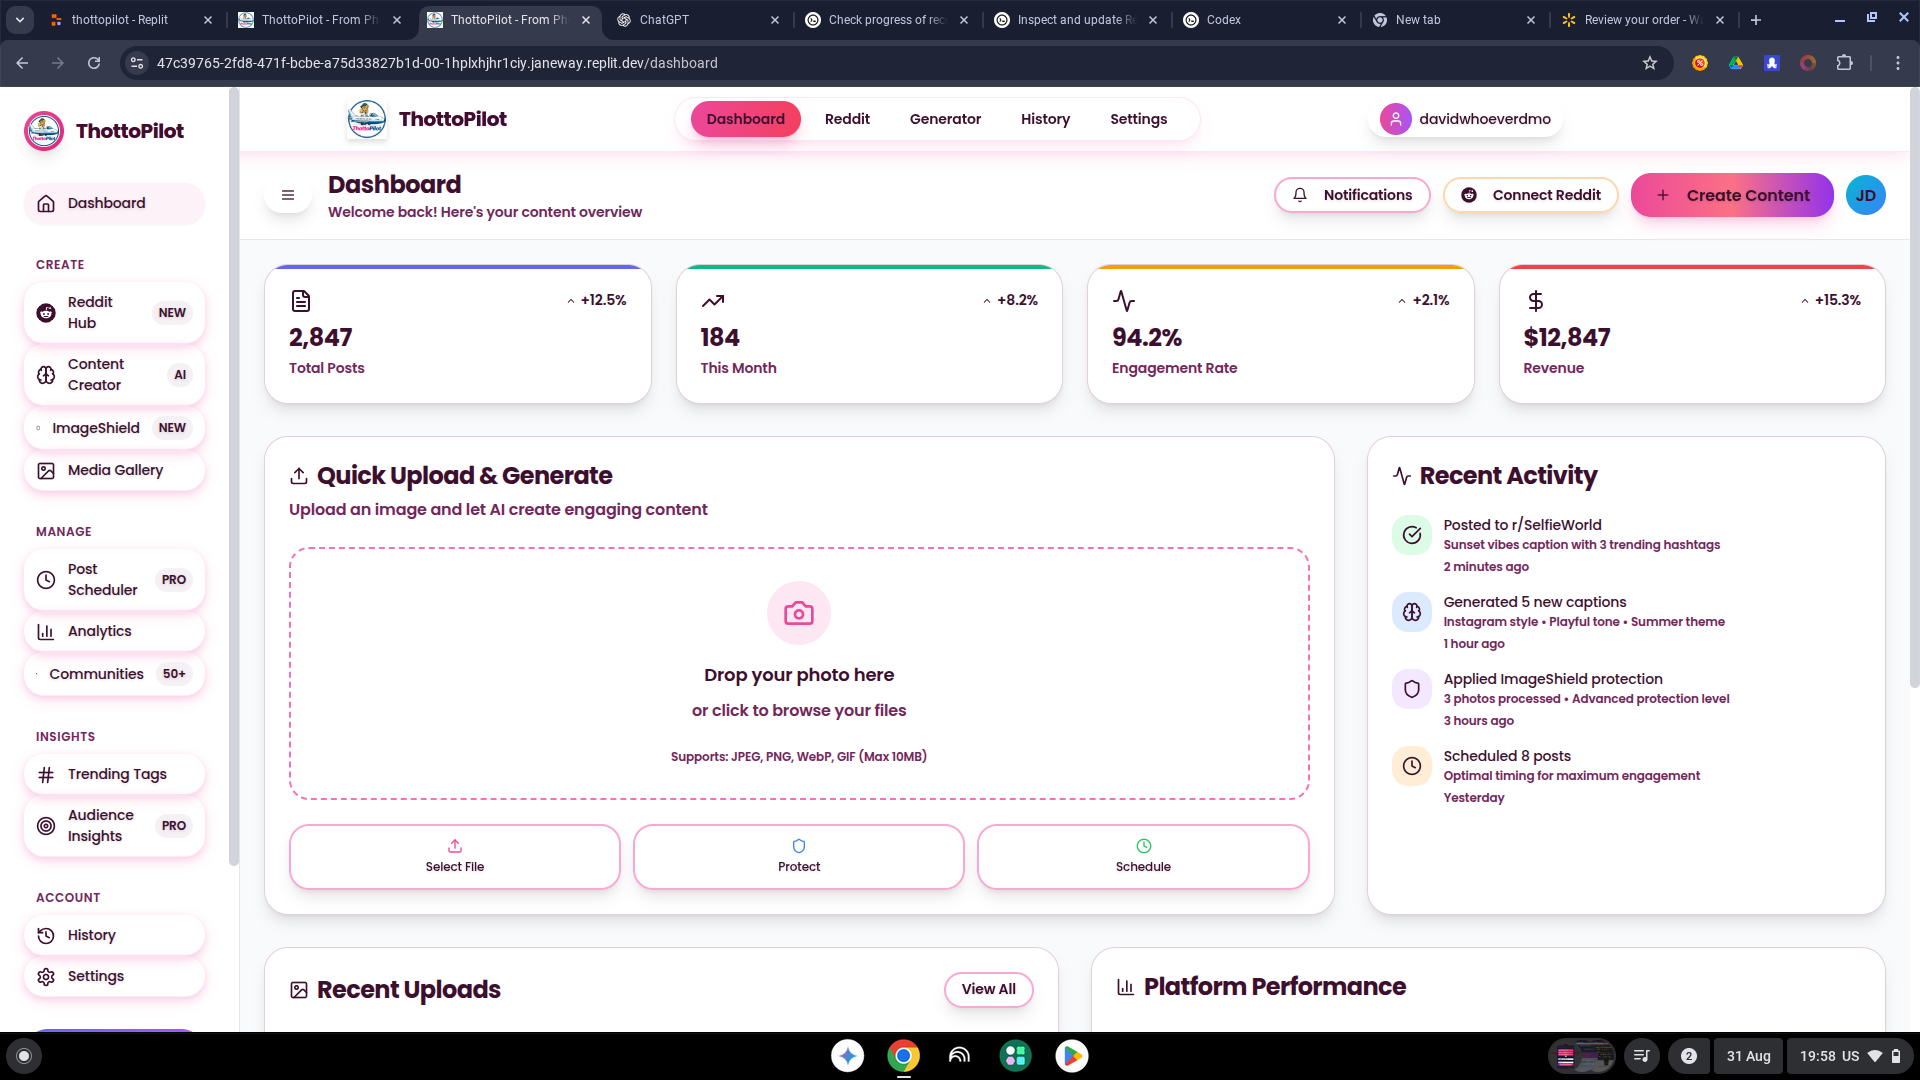 thottopilot - Replit
ThottoPilot - From Ph
ThottoPilot - From Ph
ChatGPT
Check progress of rec
Inspect and update Re
Codex
New tab
Review your order - W
47c39765-2fd8-471f-bcbe-a75d33827b1d-00-1hplxhjhr1ciy.janeway.replit.dev/dashboard
ThottoPilot
Dashboard
CREATE
Reddit
Hub
NEW
Content
Creator
AI
ImageShield
NEW
Media Gallery
MANAGE
Post
Scheduler
PRO
Analytics
Communities
50+
INSIGHTS
Trending Tags
Audience
Insights
PRO
ACCOUNT
History
Settings
ThottoPilot
Dashboard
Reddit
Generator
History
Settings
davidwhoeverdmo
Dashboard
Welcome back! Here's your content overview
Notifications
Connect Reddit
+ Create Content
JD
+12.5%
2,847
Total Posts
+8.2%
184
This Month
+2.1%
94.2%
Engagement Rate
+15.3%
$12,847
Revenue
Quick Upload & Generate
Upload an image and let AI create engaging content
Drop your photo here
or click to browse your files
Supports: JPEG, PNG, WebP, GIF (Max 10MB)
Select File
Protect
Schedule
Recent Activity
Posted to r/SelfieWorld
Sunset vibes caption with 3 trending hashtags
2 minutes ago
Generated 5 new captions
Instagram style • Playful tone • Summer theme
1 hour ago
Applied ImageShield protection
3 photos processed • Advanced protection level
3 hours ago
Scheduled 8 posts
Optimal timing for maximum engagement
Yesterday
Recent Uploads
View All
Platform Performance
2
31 Aug
19:58 US